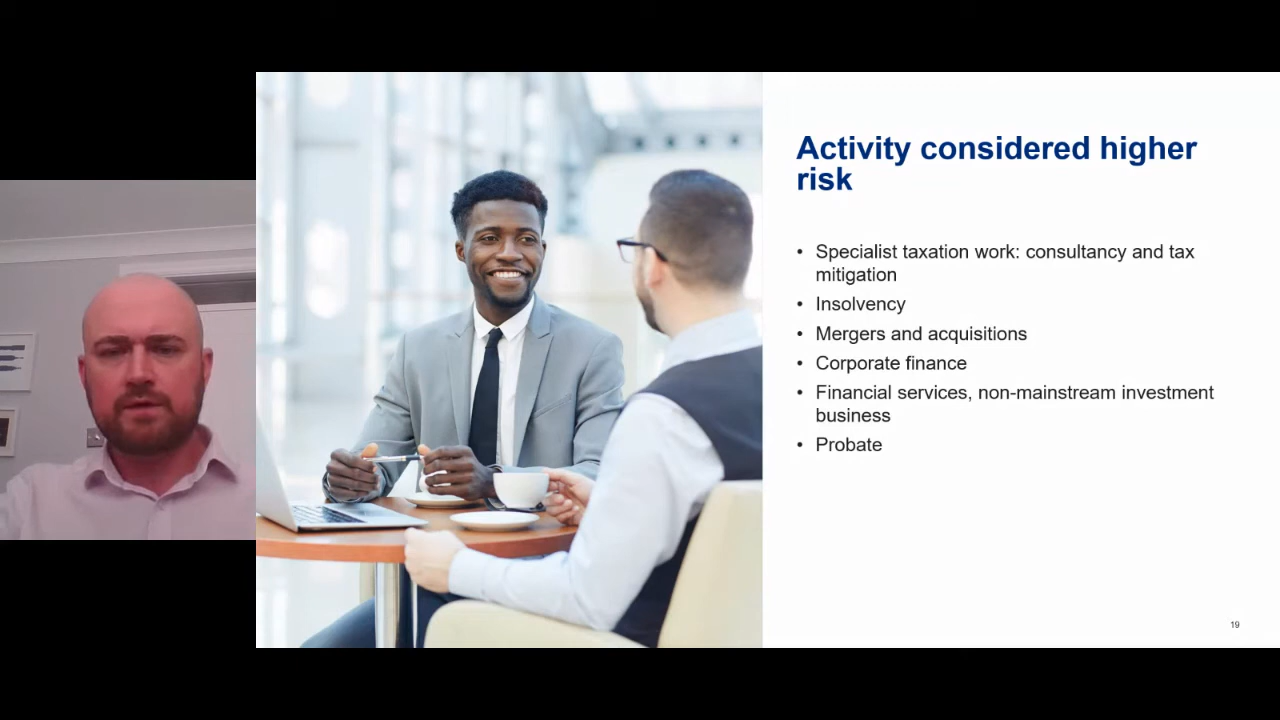 Activity considered higher
risk
• Specialist taxation work: consultancy and tax
mitigation
• Insolvency
• Mergers and acquisitions
• Corporate finance
• Financial services, non-mainstream investment
business
• Probate
19